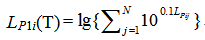 L_{P1i}(T) = lg{∑_{j=1}^{N} 10^{0.1L_{Pij}}}